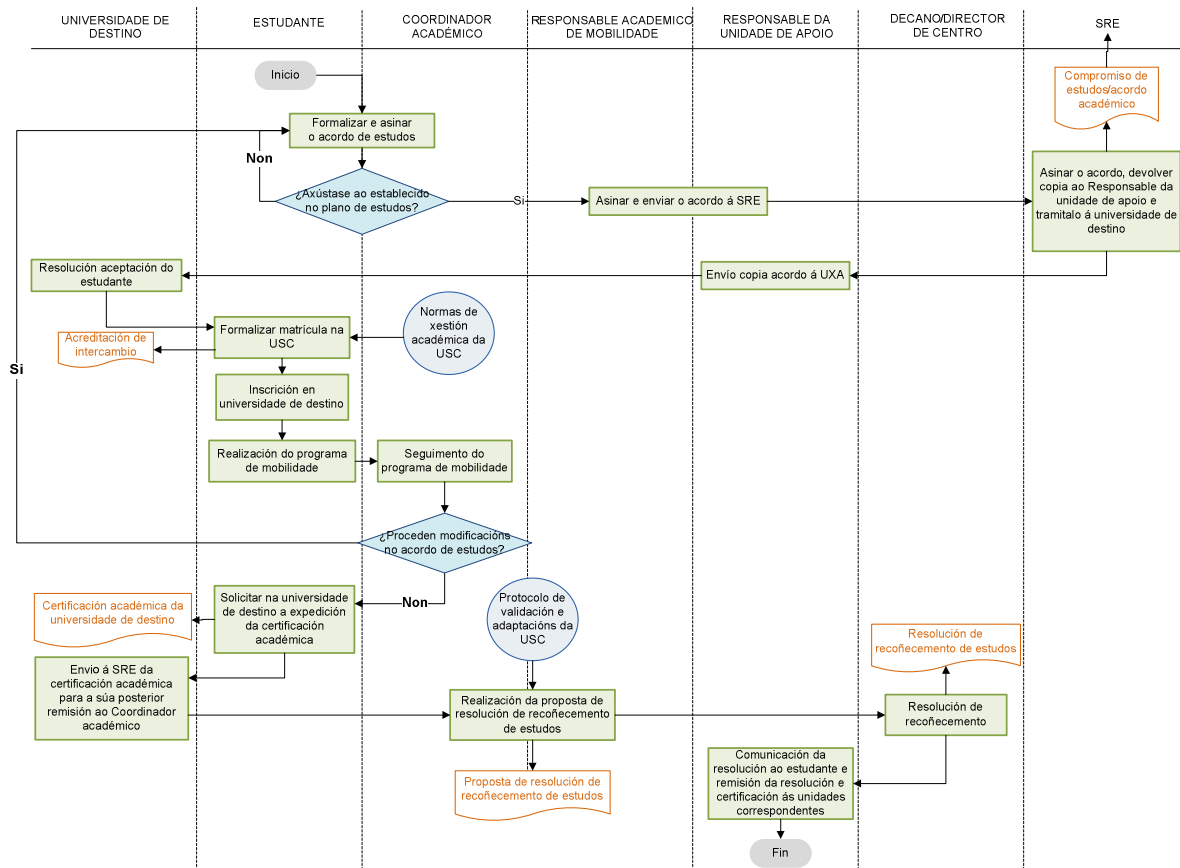 UNIVERSIDADE DE
DESTINO
ESTUDANTE
COORDINADOR
ACADÉMICO
RESPONSABLE ACADEMICO
DE MOBILIDADE
RESPONSABLE DA
UNIDADE DE APOIO
DECANO/DIRECTOR
DE CENTRO
SRE
Inicio
Compromiso de
estudos/acordo
académico
Formalizar e asinar
o acordo de estudos
Non
¿Axústase ao establecido
no plano de estudos?
Si
Asinar e enviar o acordo á SRE
Asinar o acordo, devolver
copia ao Responsable da
unidade de apoio e
tramitalo á universidade de
destino
Resolución aceptación do
estudante
Envío copia acordo á UXA
Formalizar matrícula na
USC
Normas de
xestión
académica da
USC
Acreditación de
intercambio
Si
Inscrición en
universidade de destino
Realización do programa
de mobilidade
Seguimento do
programa de mobilidade
¿Proceden modificacións
no acordo de estudos?
Non
Solicitar na universidade
de destino a expedición
da certificación
académica
Certificación académica da
universidade de destino
Protocolo de
validación e
adaptacións da
USC
Resolución de
recoñecemento de estudos
Envio á SRE da
certificación académica
para a súa posterior
remisión ao Coordinador
académico
Realización da proposta de
resolución de recoñecemento
de estudos
Resolución de
recoñecemento
Proposta de resolución de
recoñecemento de estudos
Comunicación da
resolución ao estudante e
remisión da resolución e
certificación ás unidades
correspondentes
Fin